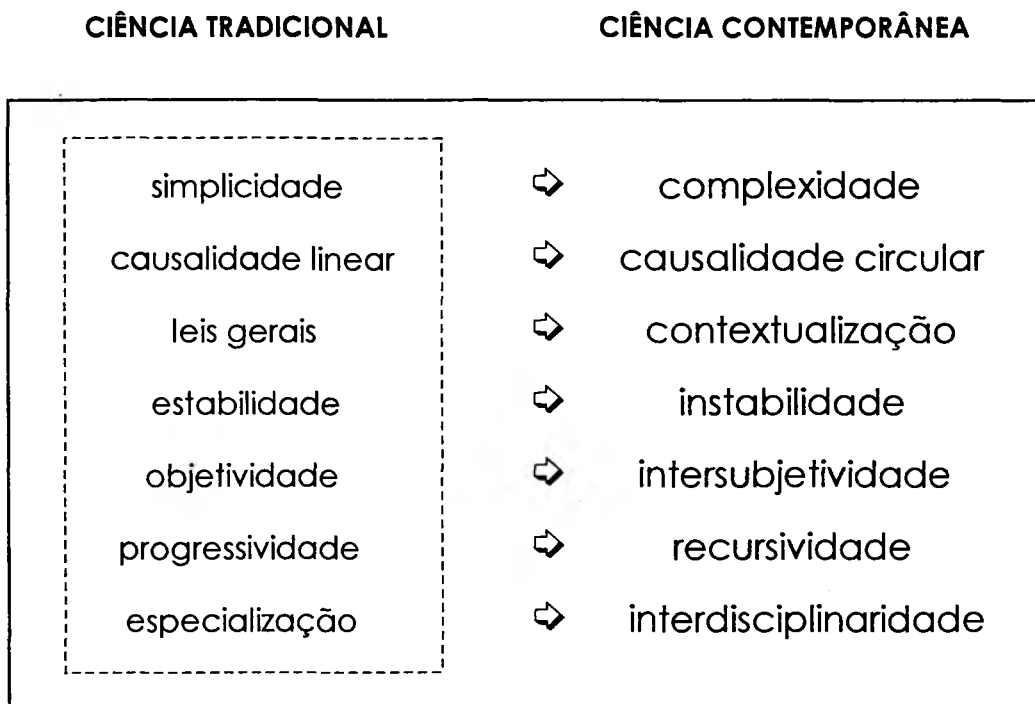 CIÊNCIA TRADICIONAL CIÊNCIA CONTEMPORÂNEA
simplicidade ➪ complexidade
causalidade linear ➪ causalidade circular
leis gerais ➪ contextualização
estabilidade ➪ instabilidade
objetividade ➪ intersubjetividade
progressividade ➪ recursividade
especialização ➪ interdisciplinaridade